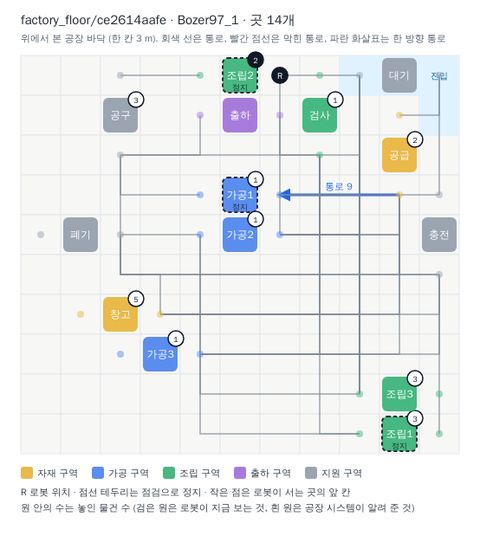 factory_floor/ce2614aafe · Bozer97_1 · 곳 14개
위에서 본 공장 바닥 (한 칸 3 m). 회색 선은 통로, 빨간 점선은 막힌 통로, 파란 화살표는 한 방향 통로
조립2 2 정지
R
대기
전립
공구 3
출하
검사 1
공급 2
가공1 1 정지
통로 9
폐기
가공2 1
충전
창고 5
가공3 1
조립3 3
조립1 3 정지
자재 구역 가공 구역 조립 구역 출하 구역 지원 구역
R 로봇 위치 · 점선 테두리는 점검으로 정지 · 작은 점은 로봇이 서는 곳의 앞 칸
원 안의 수는 놓인 물건 수 (검은 원은 로봇이 지금 보는 것, 흰 원은 공장 시스템이 알려 준 것)